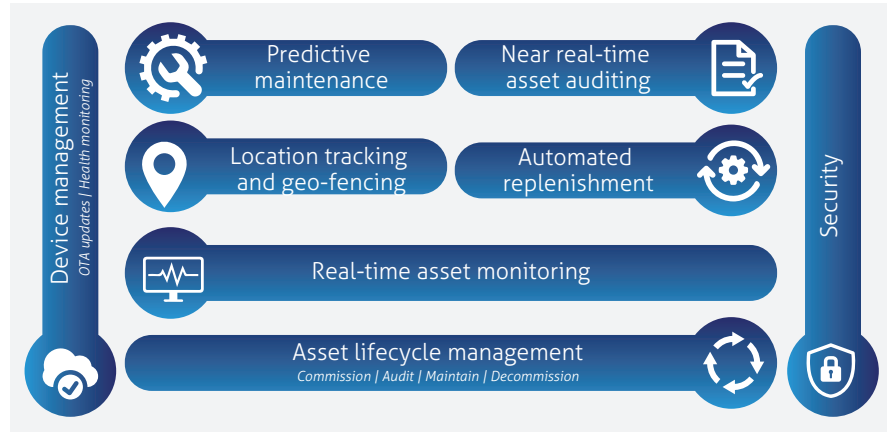 Device management
OTA updates | Health monitoring
Predictive
maintenance
Near real-time
asset auditing
Location tracking
and geo-fencing
Automated
replenishment
Real-time asset monitoring
Asset lifecycle management
Commission | Audit | Maintain | Decommission
Security